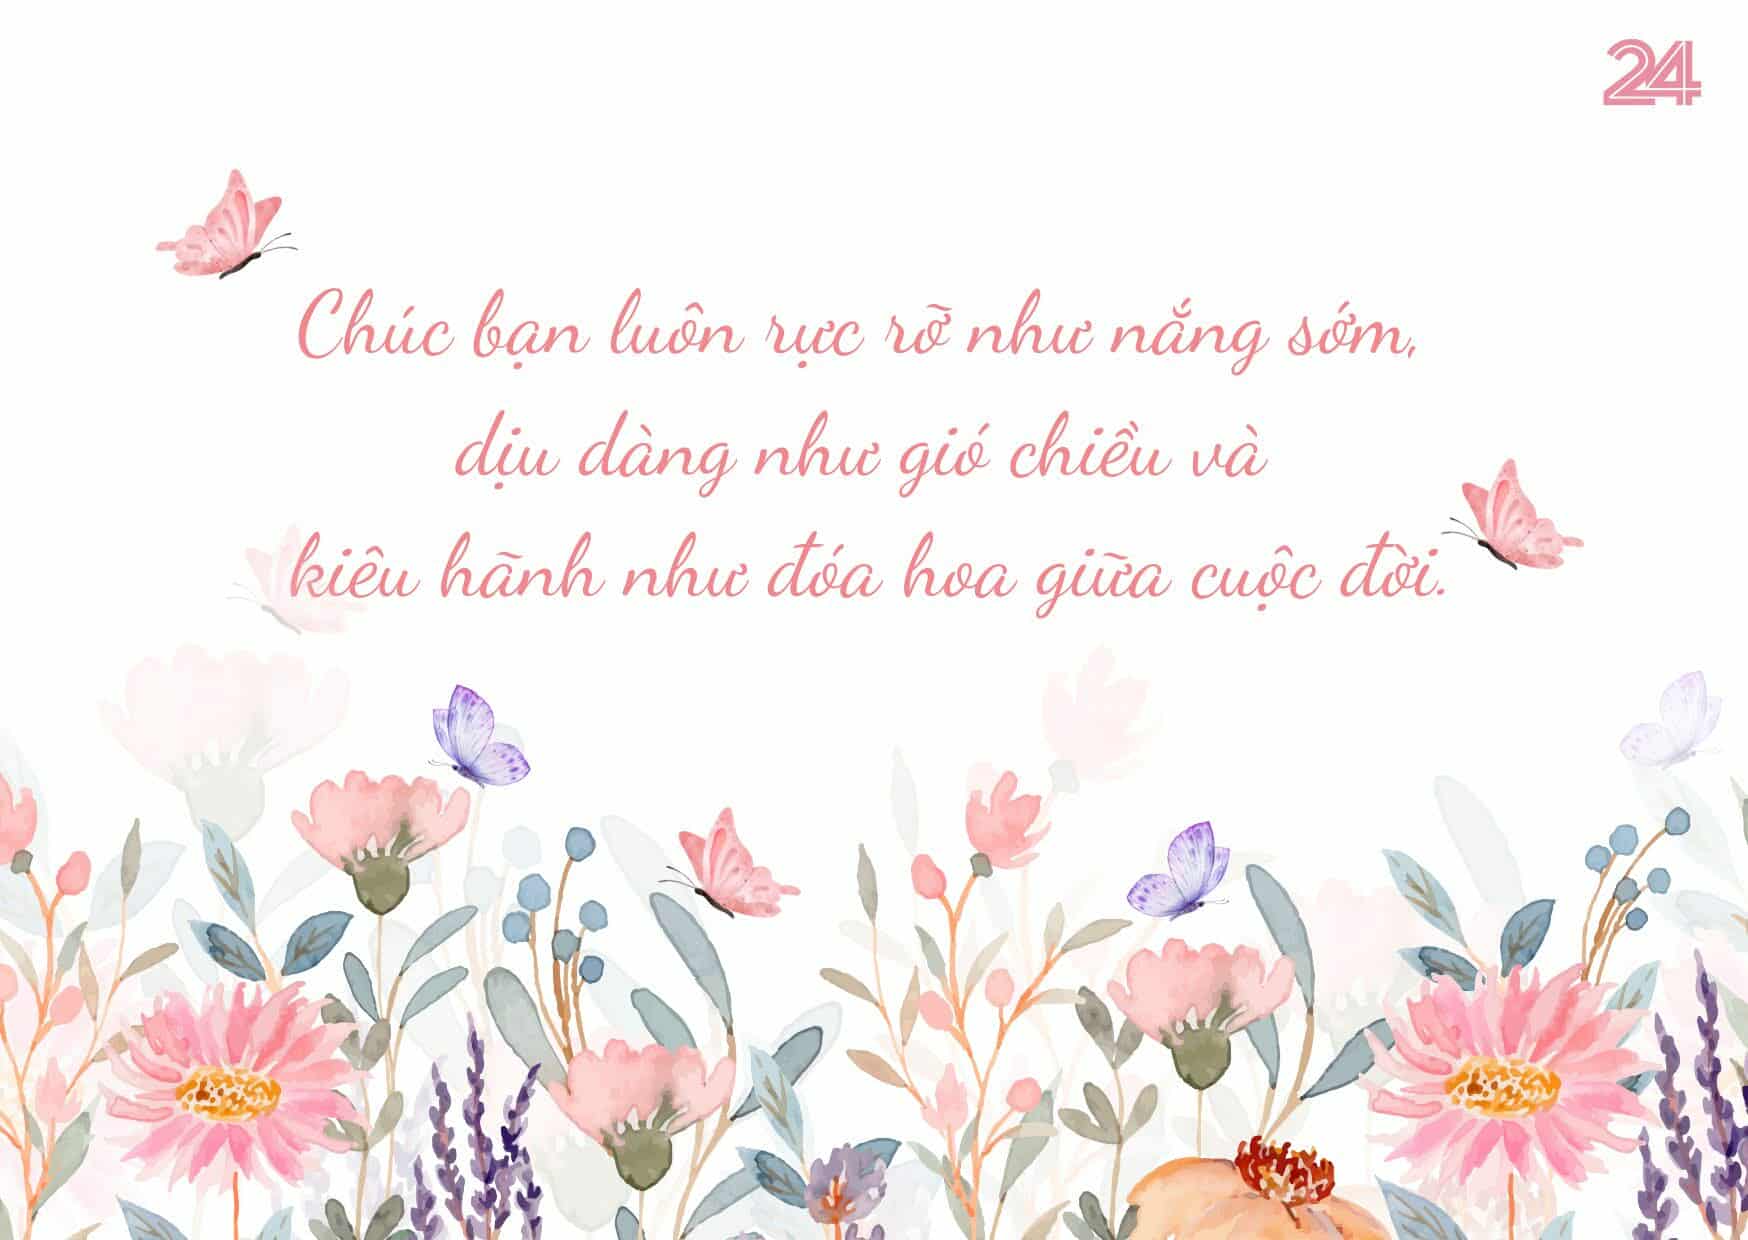 24
Chúc bạn luôn rực rỡ như nắng sớm,
dịu dàng như gió chiều và
kiêu hãnh như đóa hoa giữa cuộc đời.